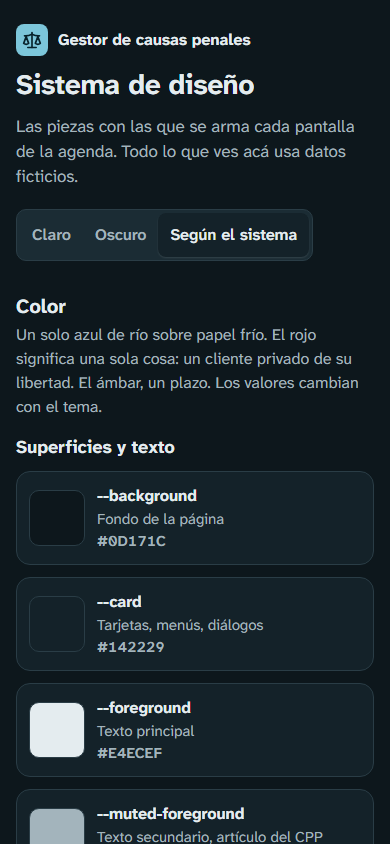 Gestor de causas penales
Sistema de diseño
Las piezas con las que se arma cada pantalla
de la agenda. Todo lo que ves acá usa datos
ficticios.
Claro
Oscuro
Según el sistema
Color
Un solo azul de río sobre papel frío. El rojo
significa una sola cosa: un cliente privado de su
libertad. El ámbar, un plazo. Los valores cambian
con el tema.
Superficies y texto
--background
Fondo de la página
#0D171C
--card
Tarjetas, menús, diálogos
#142229
--foreground
Texto principal
#E4ECEF
--muted-foreground
Texto secundario, artículo del CPP